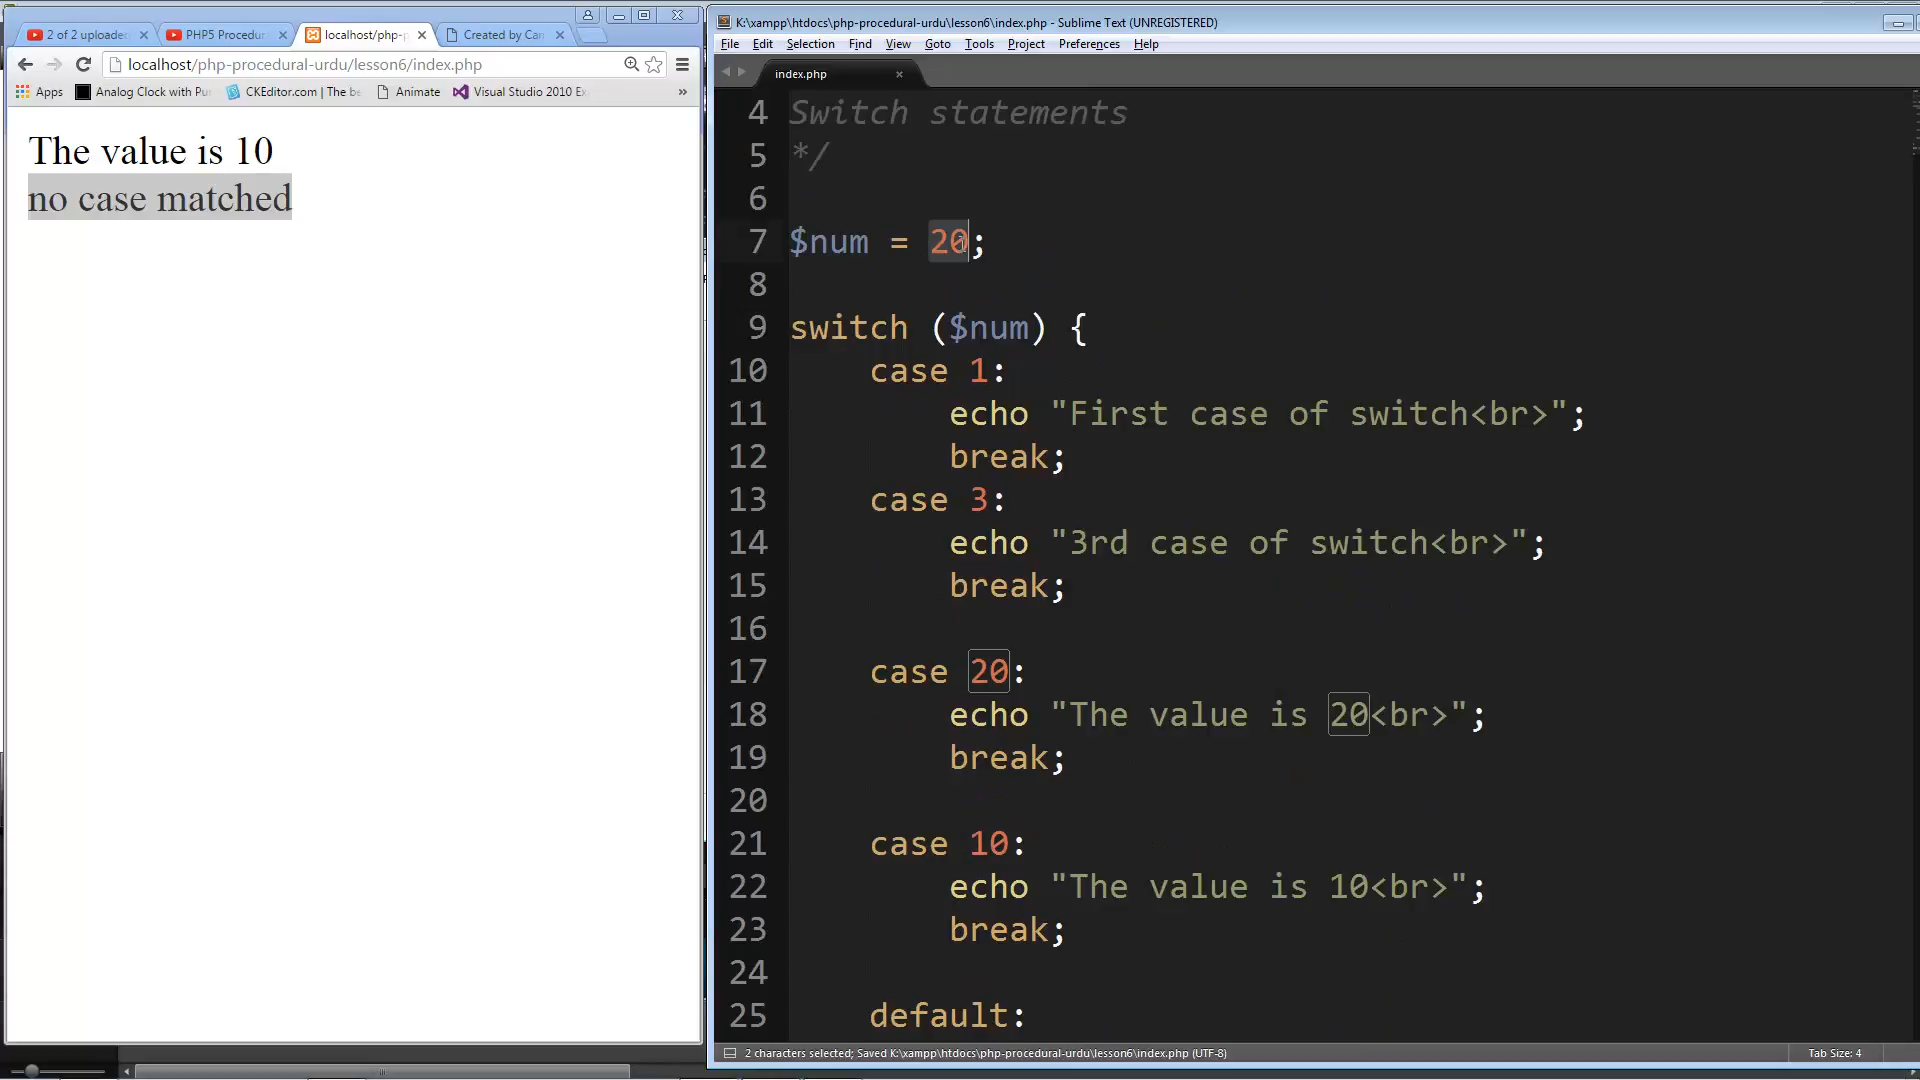 2 of 2 uploaded
PHP5 Procedur
localhost/php-p
Created by Cam
localhost/php-procedural-urdu/lesson6/index.php
Apps
Analog Clock with Pu
CKEditor.com | The be
Animate
Visual Studio 2010 Ex
»
The value is 10
no case matched
K:\xampp\htdocs\php-procedural-urdu\lesson6\index.php - Sublime Text (UNREGISTERED)
File Edit Selection Find View Goto Tools Project Preferences Help
index.php
4 Switch statements
5 */
6
7 $num = 20;
8
9 switch ($num) {
10 case 1:
11 echo "First case of switch<br>";
12 break;
13 case 3:
14 echo "3rd case of switch<br>";
15 break;
16
17 case 20:
18 echo "The value is 20<br>";
19 break;
20
21 case 10:
22 echo "The value is 10<br>";
23 break;
24
25 default:
2 characters selected; Saved K:\xampp\htdocs\php-procedural-urdu\lesson6\index.php (UTF-8)
Tab Size: 4